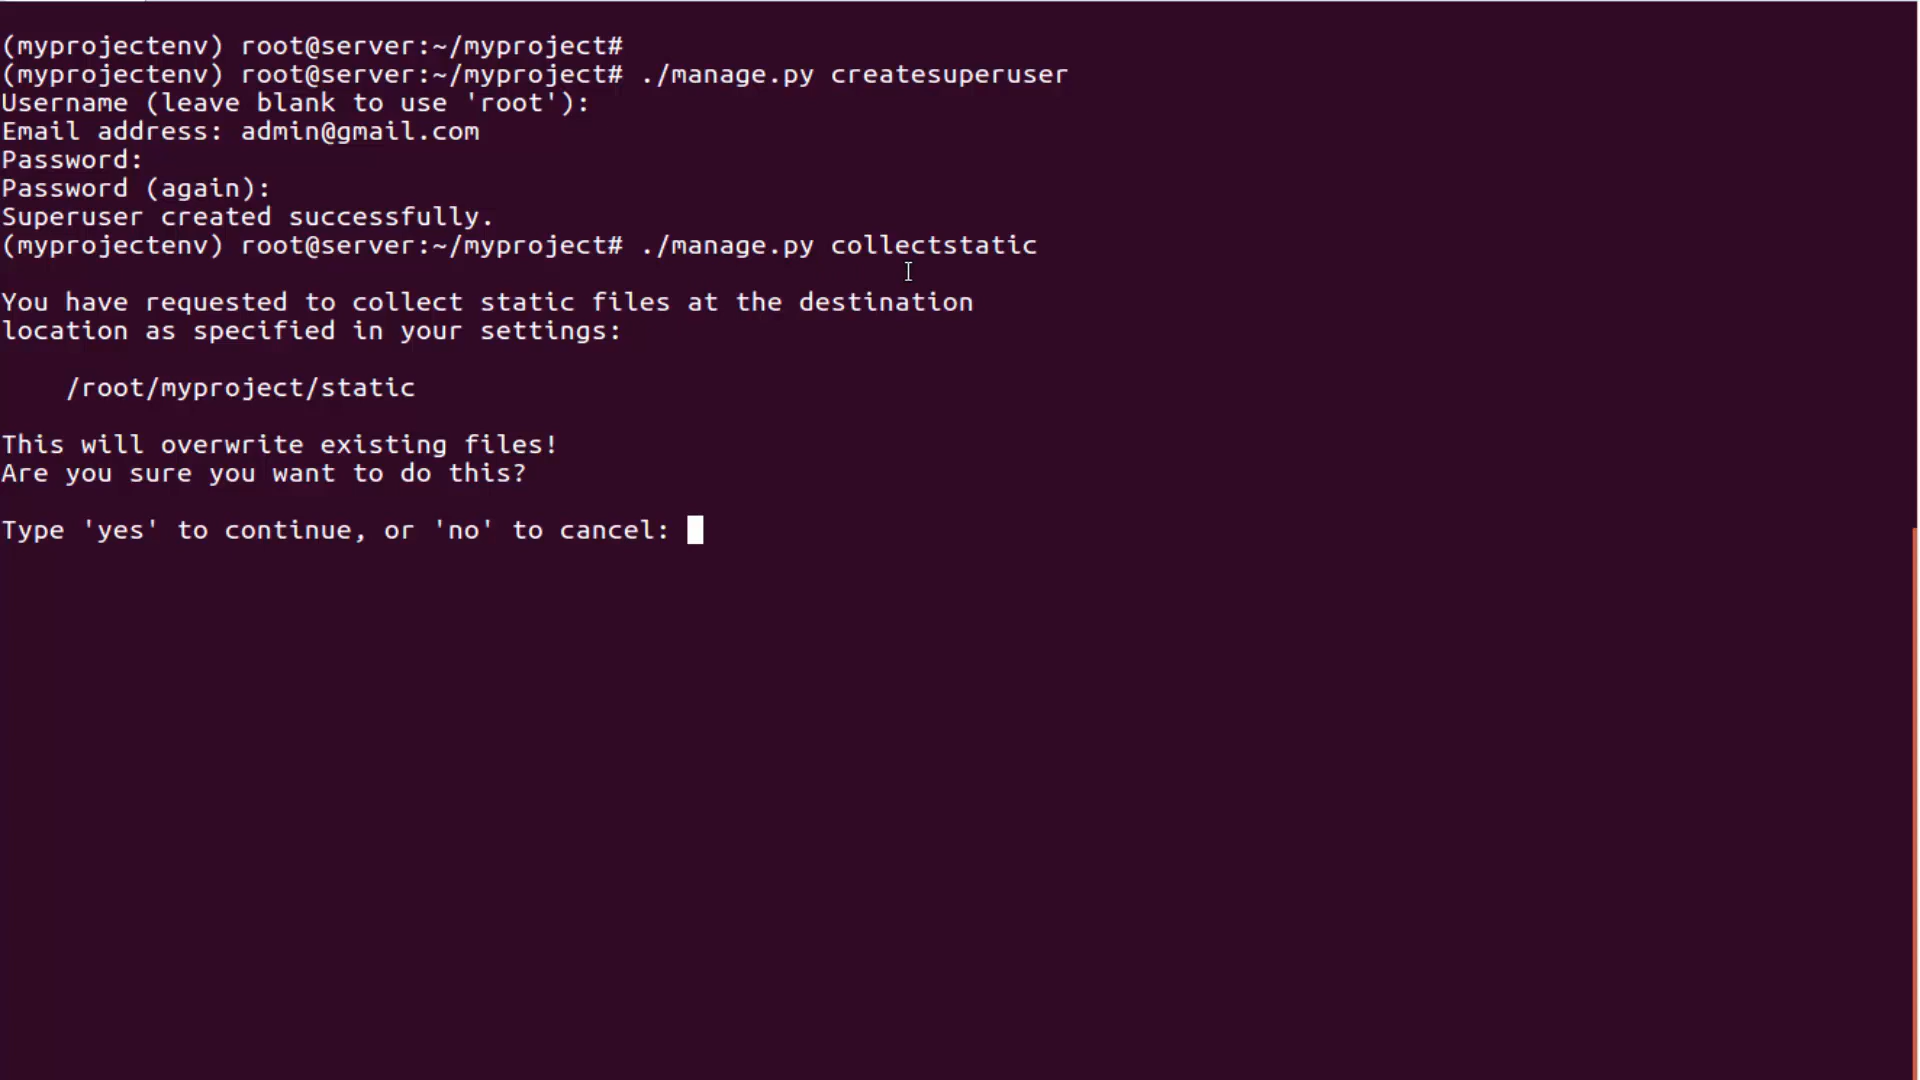 (myprojectenv) root@server:~/myproject#
(myprojectenv) root@server:~/myproject# ./manage.py createsuperuser
Username (leave blank to use 'root'):
Email address: admin@gmail.com
Password:
Password (again):
Superuser created successfully.
(myprojectenv) root@server:~/myproject# ./manage.py collectstatic
You have requested to collect static files at the destination
location as specified in your settings:
/root/myproject/static
This will overwrite existing files!
Are you sure you want to do this?
Type 'yes' to continue, or 'no' to cancel: